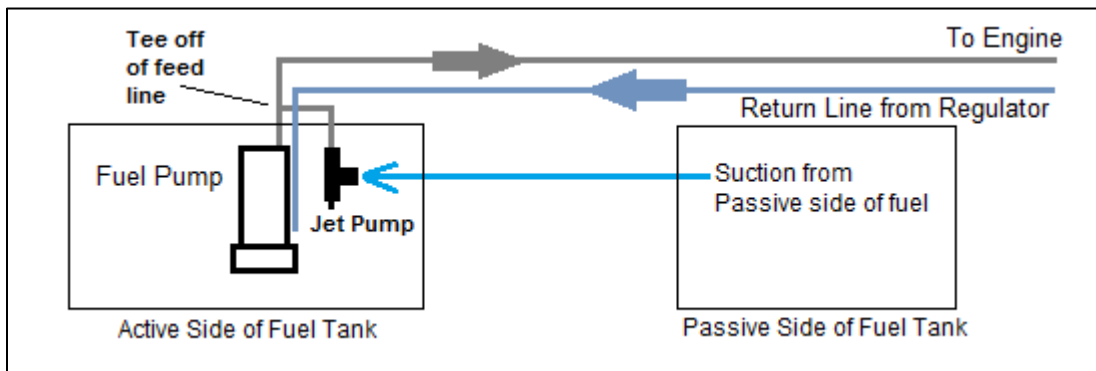 Tee off
of feed
line
To Engine
Return Line from Regulator
Fuel Pump
Jet Pump
Suction from
Passive side of fuel
Active Side of Fuel Tank
Passive Side of Fuel Tank